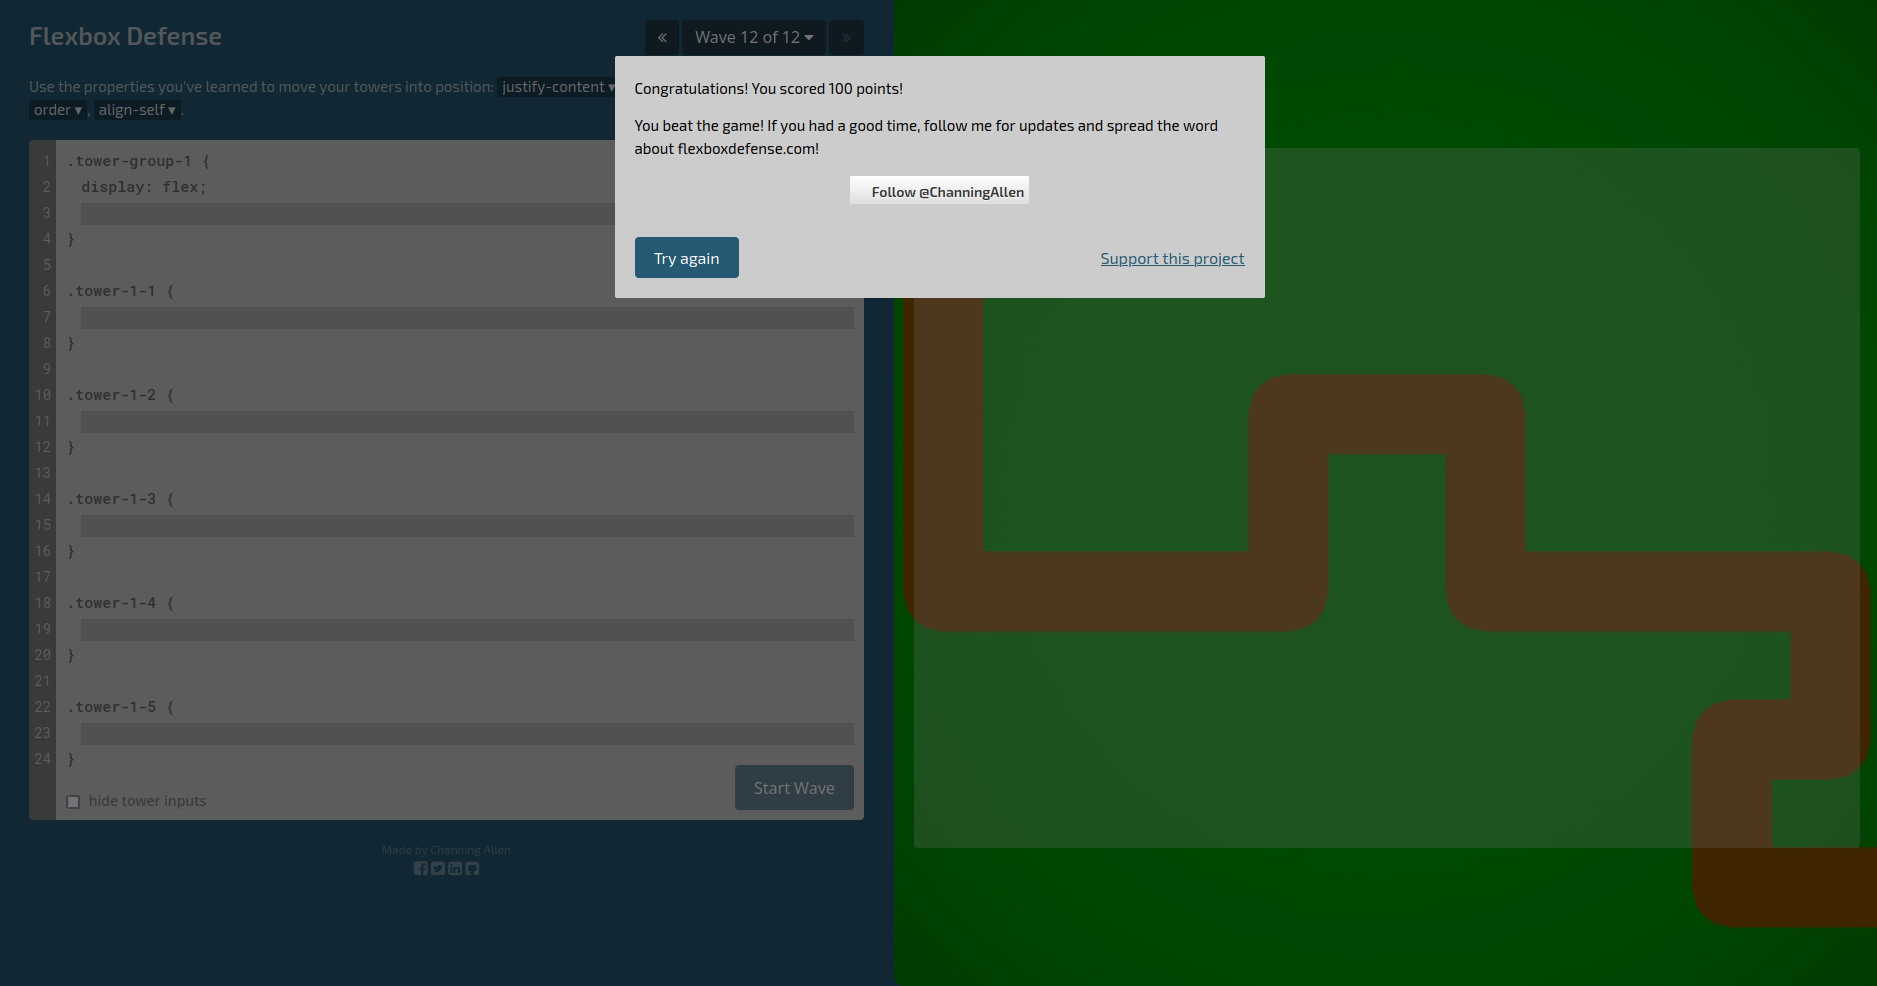 Flexbox Defense
«
Wave 12 of 12
»
Use the properties you've learned to move your towers into position: justify-content ▾
order ▾ , align-self ▾ .
Congratulations! You scored 100 points!
You beat the game! If you had a good time, follow me for updates and spread the word
about flexboxdefense.com!
Follow @ChanningAllen
Try again
Support this project
1 .tower-group-1 {
2 display: flex;
3
4 }
5
6 .tower-1-1 {
7
8 }
9
10 .tower-1-2 {
11
12 }
13
14 .tower-1-3 {
15
16 }
17
18 .tower-1-4 {
19
20 }
21
22 .tower-1-5 {
23
24 }
hide tower inputs
Start Wave
Made by Channing Allen